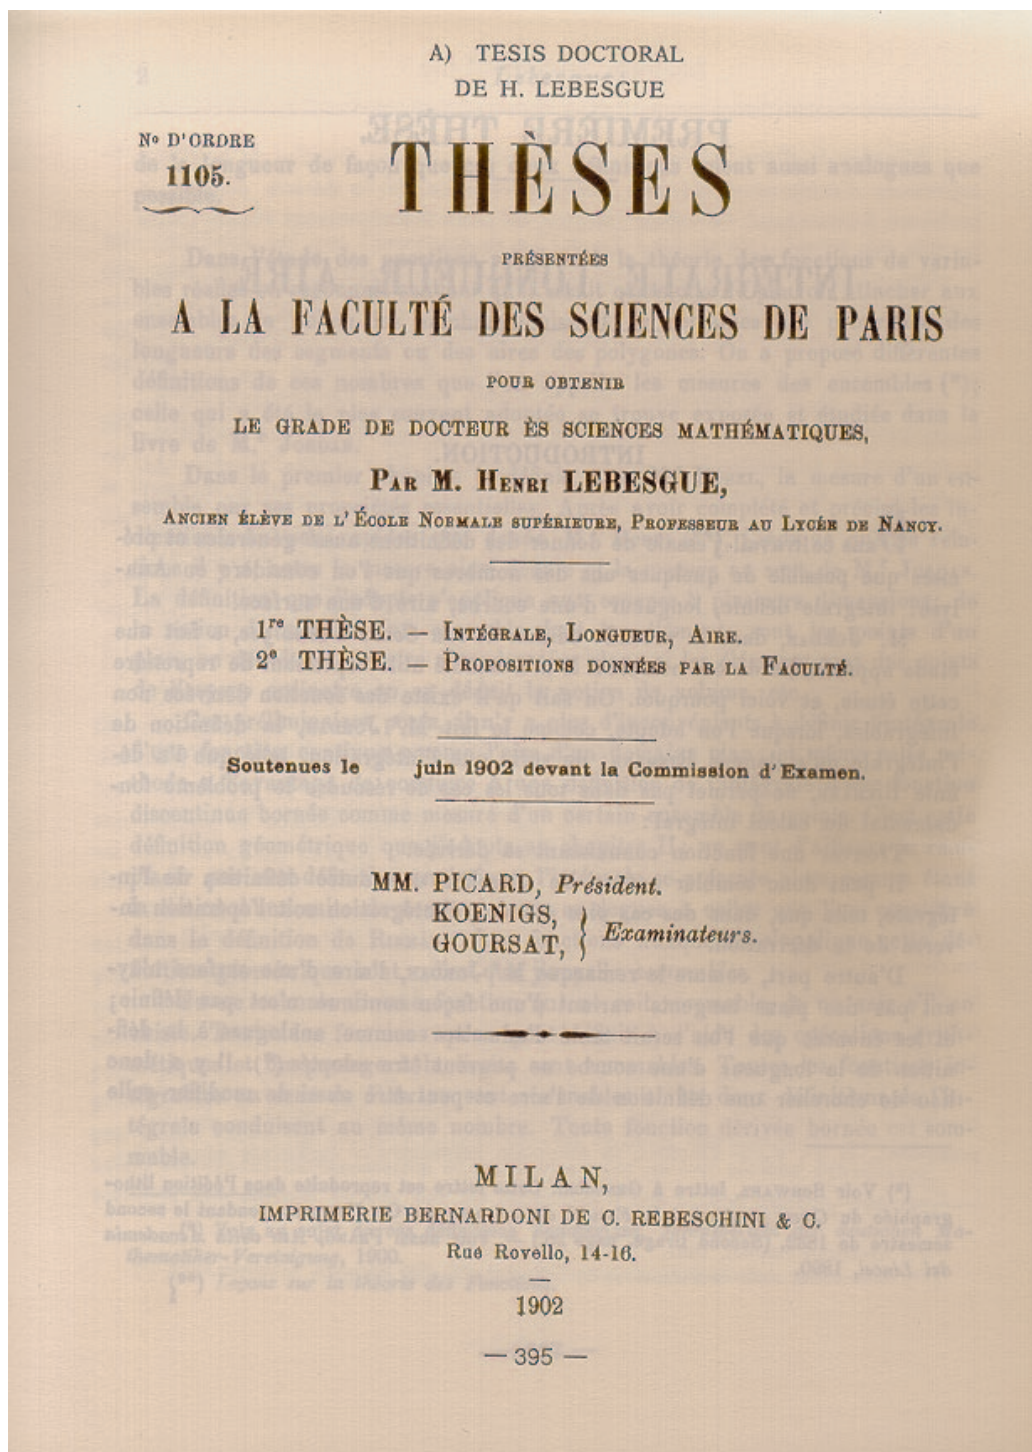 A) TESIS DOCTORAL
DE H. LEBESGUE
Nº D'ORDRE
1105.
THÈSES
PRÉSENTÉES
A LA FACULTÉ DES SCIENCES DE PARIS
POUR OBTENIR
LE GRADE DE DOCTEUR ÈS SCIENCES MATHÉMATIQUES,
PAR M. HENRI LEBESGUE,
ANCIEN ÉLÈVE DE L'ÉCOLE NORMALE SUPÉRIEURE, PROFESSEUR AU LYCÉE DE NANCY.
1re THÈSE. — INTÉGRALE, LONGUEUR, AIRE.
2e THÈSE. — PROPOSITIONS DONNÉES PAR LA FACULTÉ.
Soutenues le juin 1902 devant la Commission d'Examen.
MM. PICARD, Président.
KOENIGS,
GOURSAT, } Examinateurs.
MILAN,
IMPRIMERIE BERNARDONI DE C. REBESCHINI & C.
Rue Rovello, 14-16.
1902
— 395 —